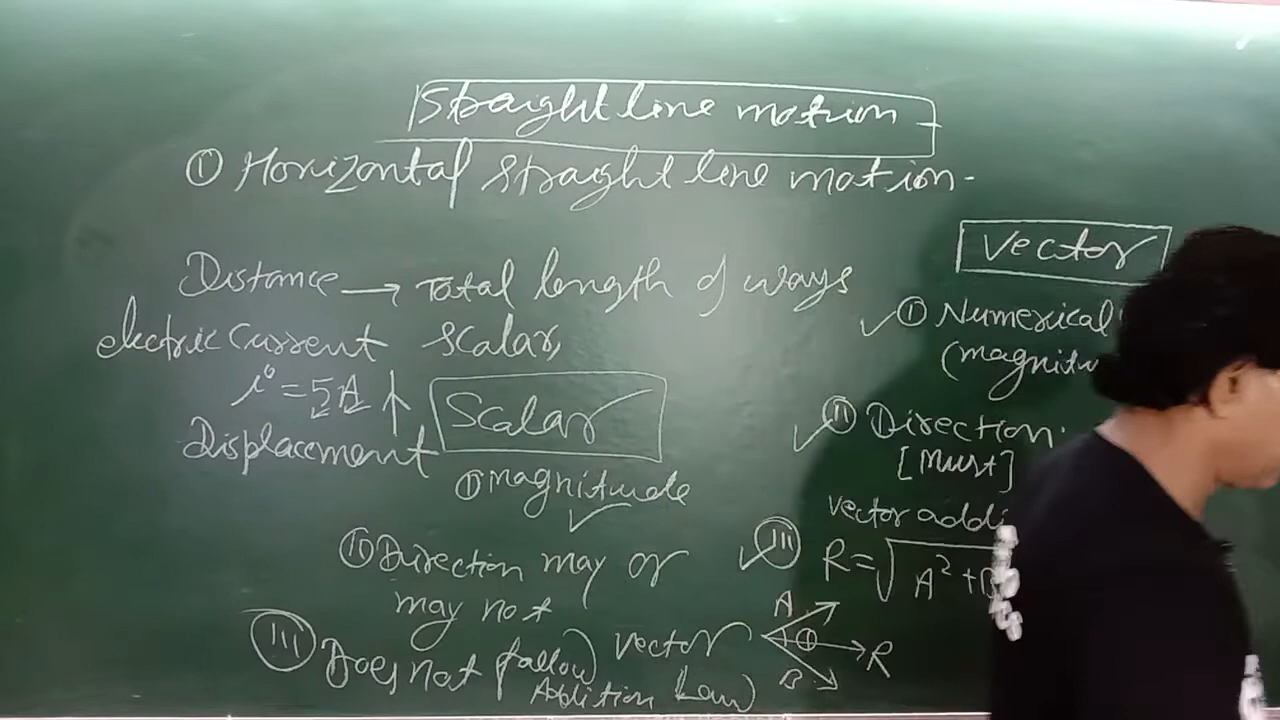 Straight line motion
① Horizontal straight line motion.
Distance → Total length of ways
electric current scalar,
i = 5A
Displacement
Scalar
① magnitude
① Direction may or
may not
III Does not (fallow) vector
Addition Law)
Vector
① Numerical
(magnitu
II Direction.
[Must]
vector addi
III R = √A² +
A
θ
R
B